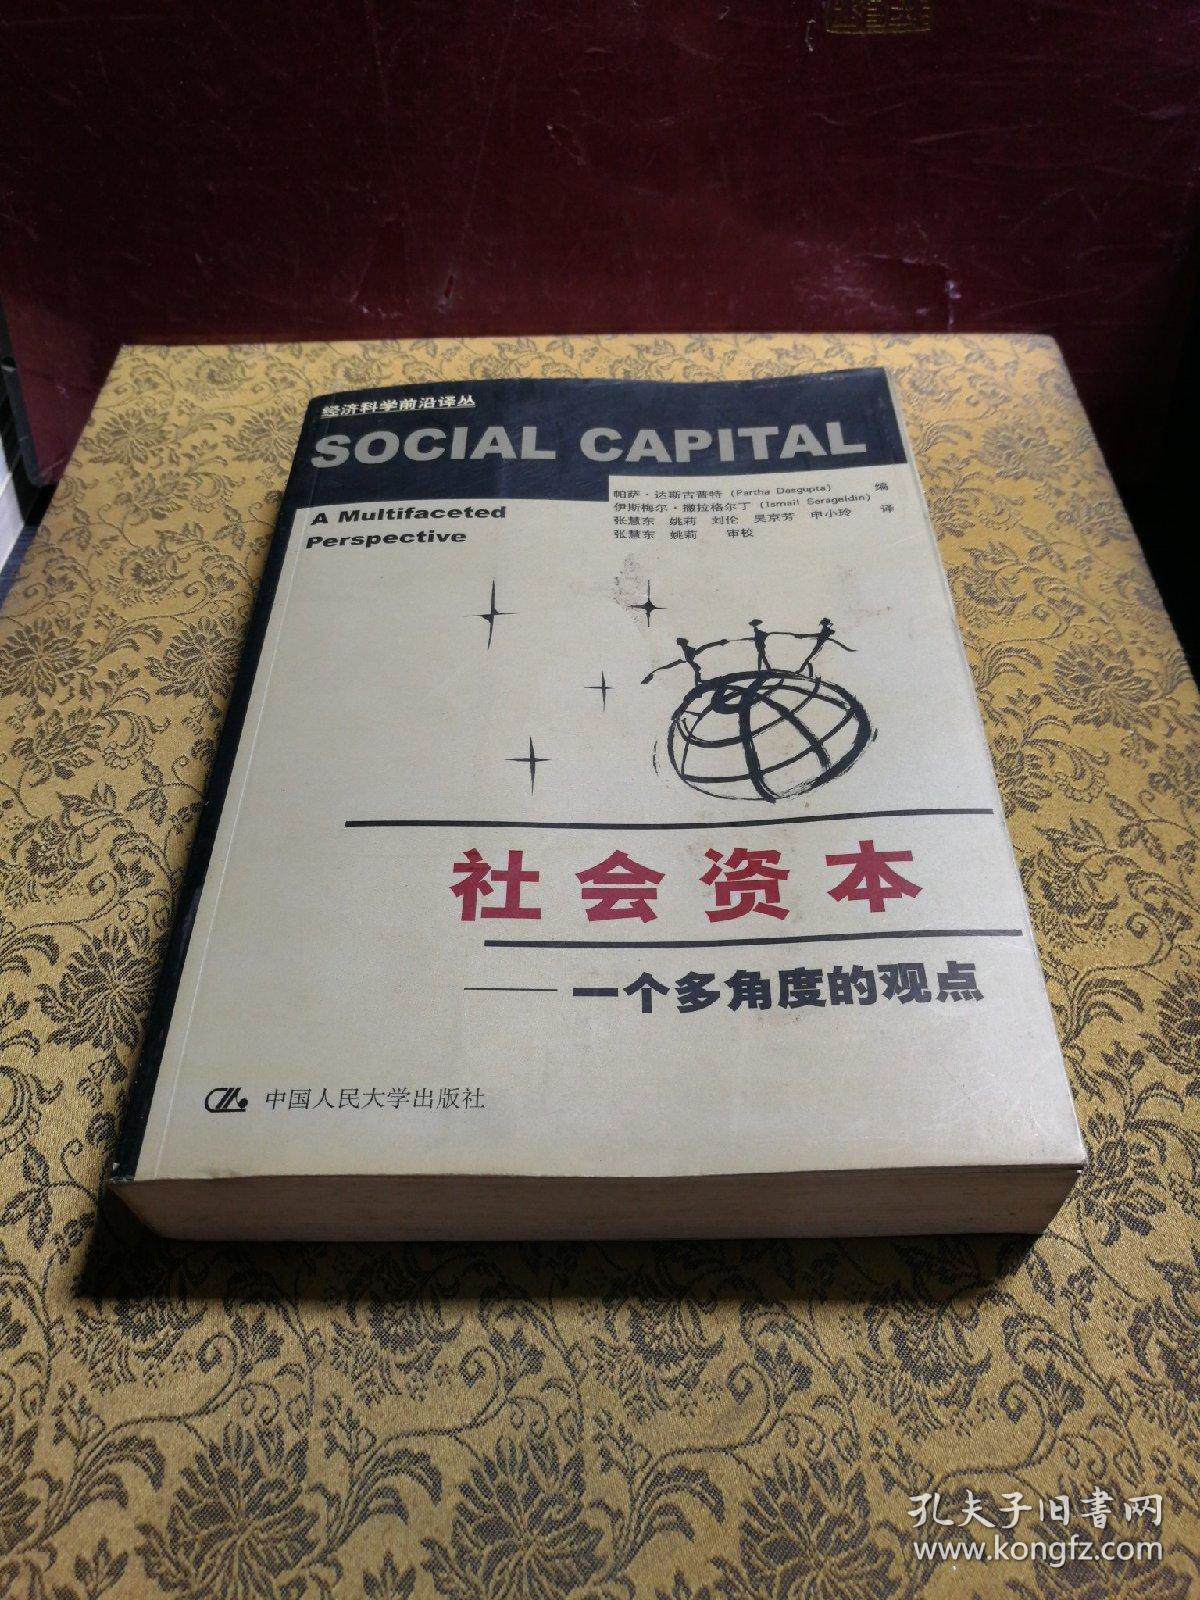 经济科学前沿译丛
SOCIAL CAPITAL
A Multifaceted
Perspective
帕萨·达斯古普特 (Partha Dasgupta) 编
伊斯梅尔·撒拉格尔丁 (Ismail Serageldin)
张慧东 姚莉 刘伦 吴京芳 申小玲 译
张慧东 姚莉 审校
社会资本
——一个多角度的观点
中国人民大学出版社
孔夫子旧书网
www.kongfz.com